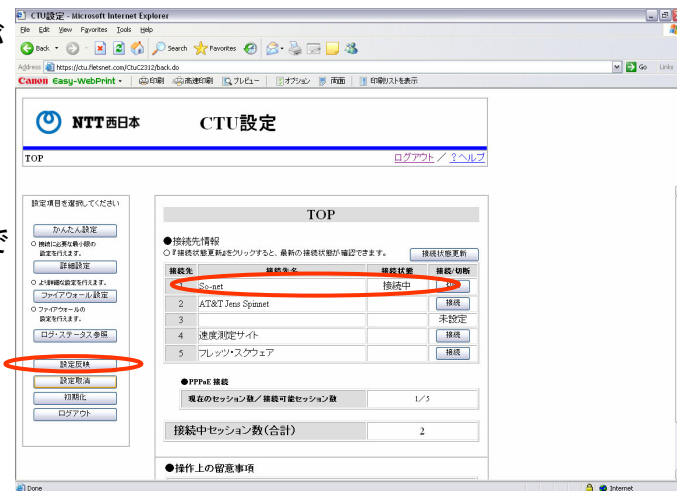 CTU設定 - Microsoft Internet Explorer
File Edit View Favorites Tools Help
Back Search Favorites
Address https://ctu.fletsnet.com/CtuC2312/back.do Go Links
Canon Easy-WebPrint 印刷 高速印刷 プレビュー オプション 両面 印刷リストを表示
NTT西日本 CTU設定
TOP ログアウト / ?ヘルプ
設定項目を選択してください
かんたん設定
○ 接続に必要な最小限の
設定を行えます。
詳細設定
○ より詳細な設定を行えます。
ファイアウォール設定
○ ファイアウォールの
設定を行えます。
ログ・ステータス参照
設定反映
設定取消
初期化
ログアウト
TOP
●接続先情報
○『接続状態更新』をクリックすると、最新の接続状態が確認できます。 接続状態更新
接続先 接続先名 接続状態 接続/切断
1 So-net 接続中
2 AT&T Jens Spinnet 接続
3 未設定
4 速度測定サイト 接続
5 フレッツ・スクウェア 接続
●PPPoE 接続
現在のセッション数/接続可能セッション数 1/5
接続中セッション数(合計) 2
●操作上の留意事項
Done Internet